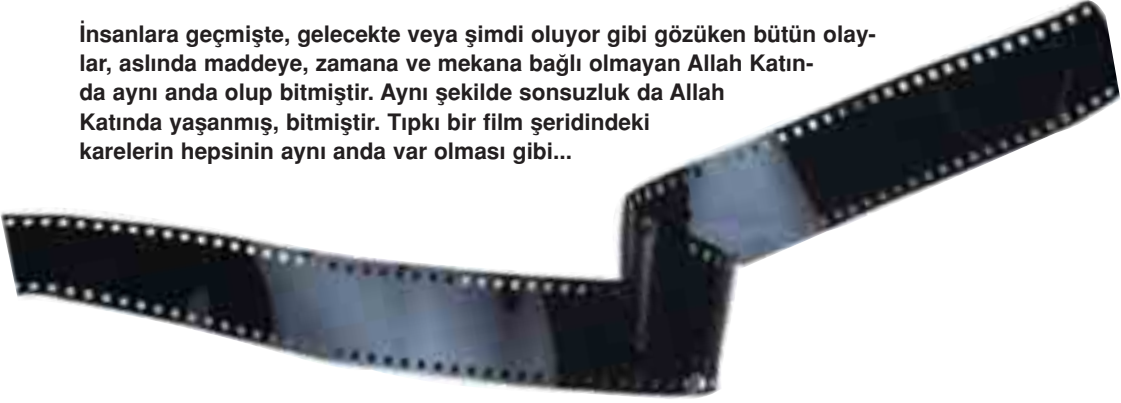 İnsanlara geçmişte, gelecekte veya şimdi oluyor gibi gözüken bütün olay-
lar, aslında maddeye, zamana ve mekana bağlı olmayan Allah Katın-
da aynı anda olup bitmiştir. Aynı şekilde sonsuzluk da Allah
Katında yaşanmış, bitmiştir. Tıpkı bir film şeridindeki
karelerin hepsinin aynı anda var olması gibi...